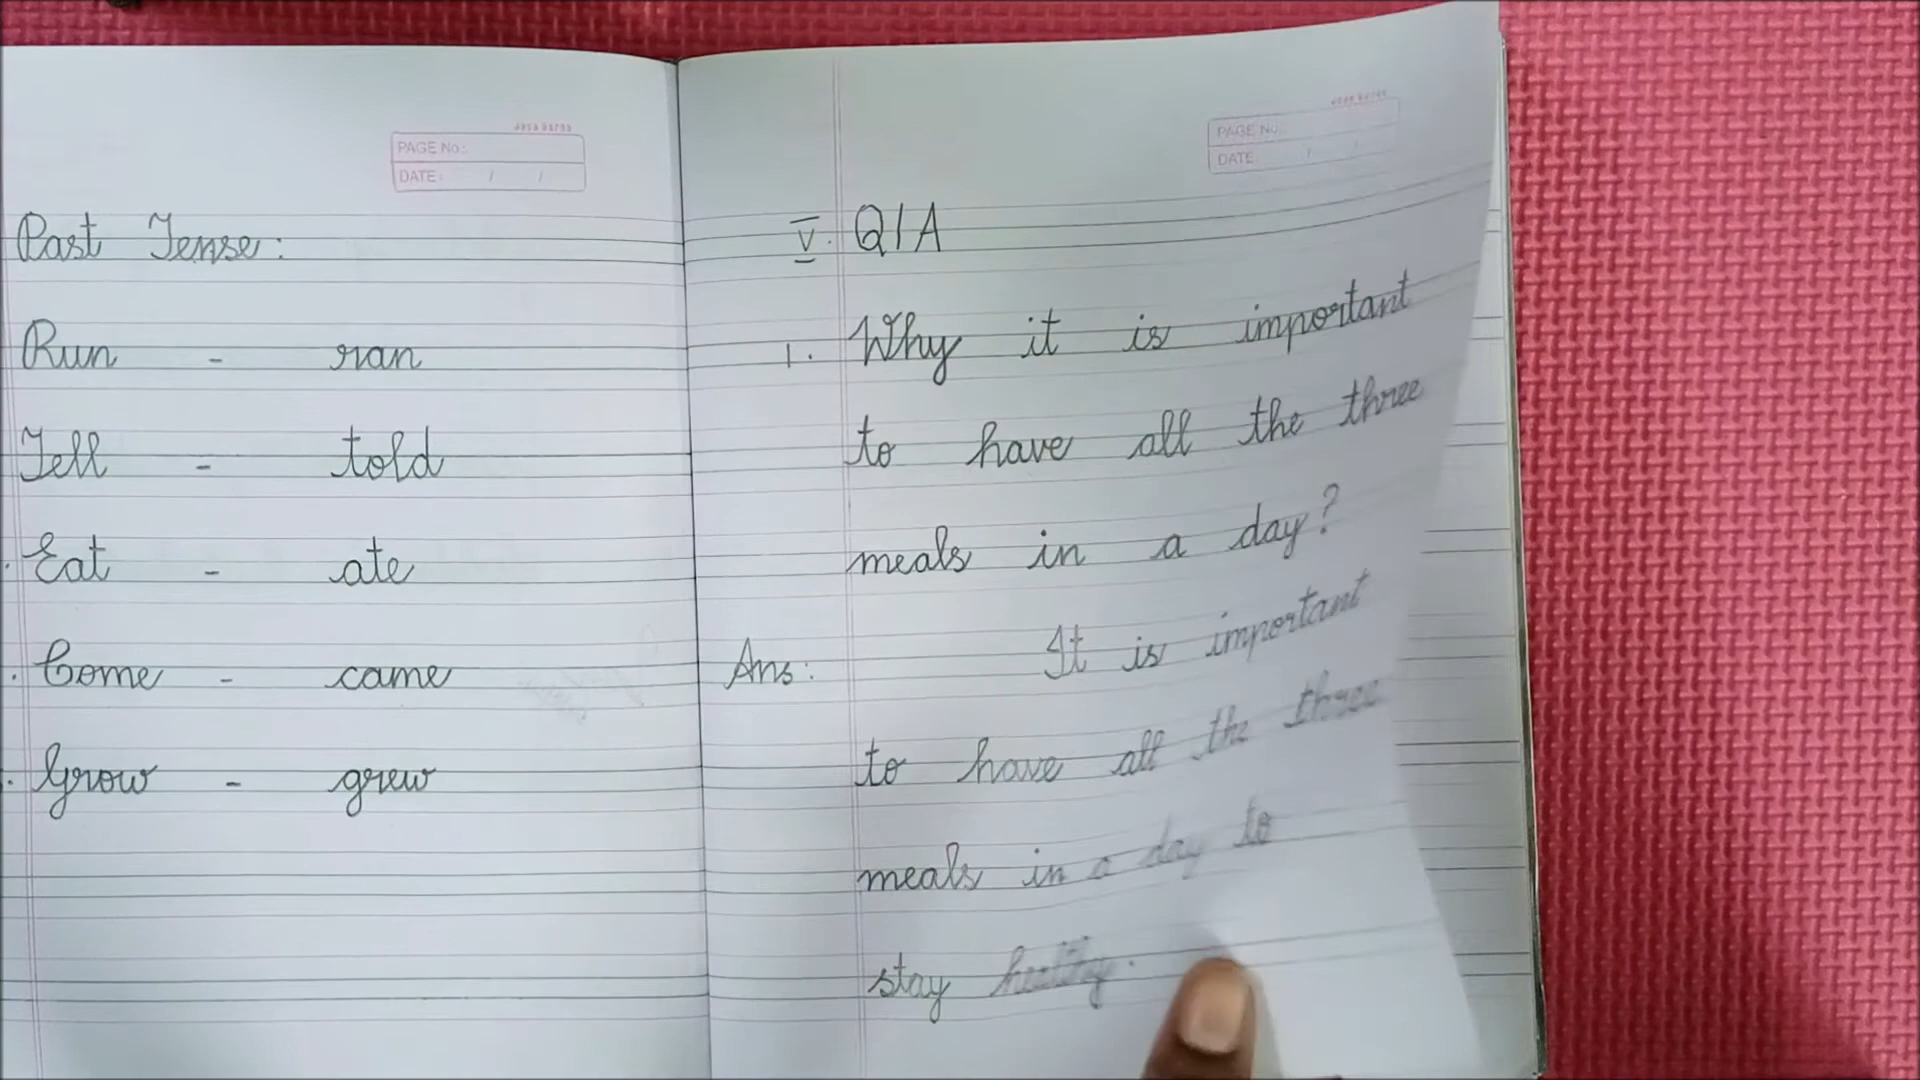 PAGE No:
DATE: / /
Past Tense:
Run - ran
Tell - told
Eat - ate
Come - came
Grow - grew
PAGE No:
DATE: / /
V. Q/A
1. Why it is important
to have all the three
meals in a day?
Ans: It is important
to have all the three
meals in a day to
stay healthy.